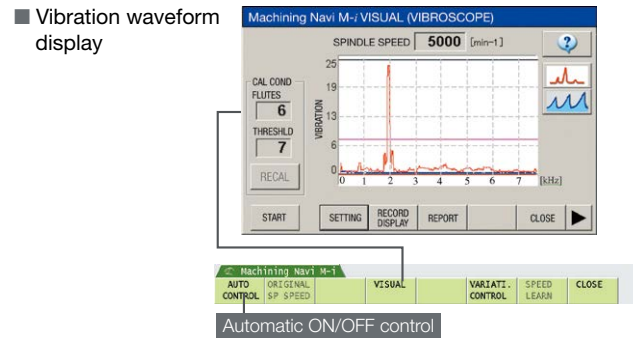 ■ Vibration waveform
display
Machining Navi M-i VISUAL (VIBROSCOPE)
SPINDLE SPEED 5000 [min-1]
?
CAL COND
FLUTES
6
THRESHLD
7
RECAL
VIBRATION
25
19
13
6
0
0 1 2 3 4 5 6 7 [kHz]
START SETTING RECORD DISPLAY REPORT CLOSE
Machining Navi M-i
AUTO CONTROL ORIGINAL SP SPEED VISUAL VARIATI. CONTROL SPEED LEARN CLOSE
Automatic ON/OFF control